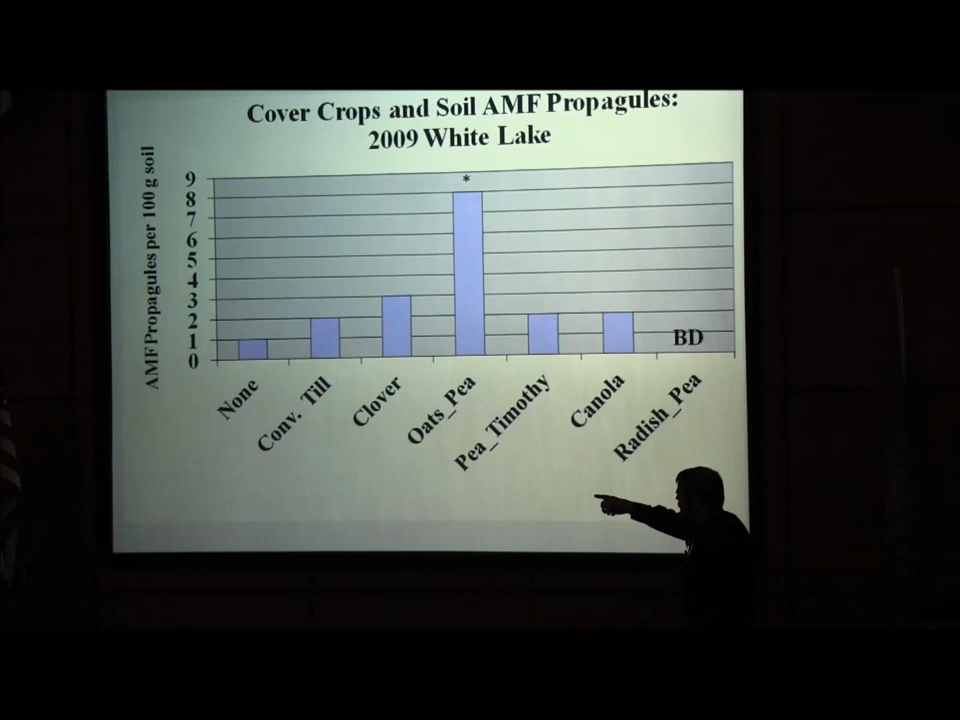 Cover Crops and Soil AMF Propagules:
2009 White Lake
AMF Propagules per 100 g soil
9
8
7
6
5
4
3
2
1
0
*
BD
None
Conv. Till
Clover
Oats_Pea
Pea_Timothy
Canola
Radish_Pea